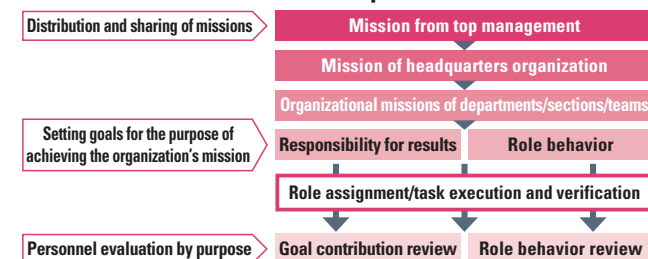 Distribution and sharing of missions
Mission from top management
Mission of headquarters organization
Organizational missions of departments/sections/teams
Setting goals for the purpose of
achieving the organization's mission
Responsibility for results
Role behavior
Role assignment/task execution and verification
Personnel evaluation by purpose
Goal contribution review
Role behavior review